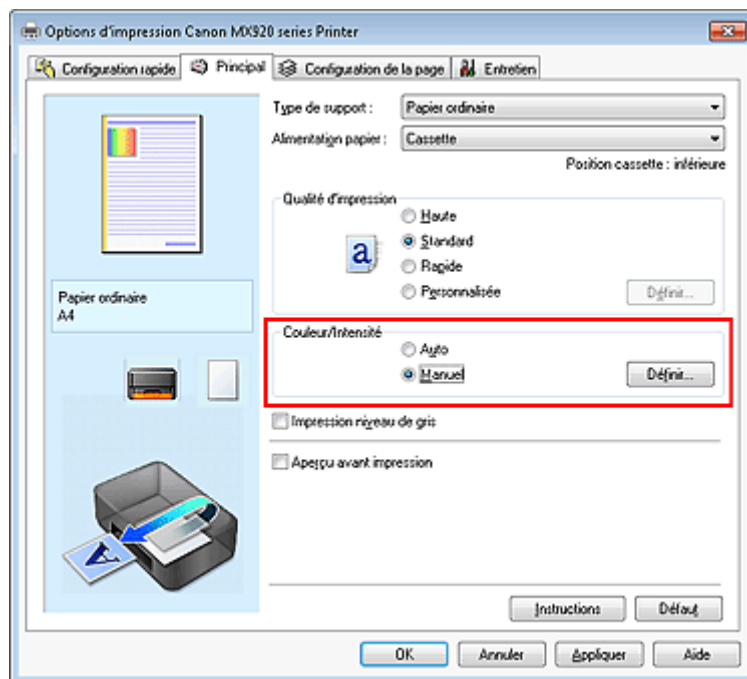 Options d'impression Canon MX920 series Printer
Configuration rapide
Principal
Configuration de la page
Entretien
Type de support :
Papier ordinaire
Alimentation papier :
Cassette
Position cassette : inférieure
Qualité d'impression
Haute
Standard
Rapide
Personnalisée
Définir...
a
Papier ordinaire
A4
Couleur/Intensité
Auto
Manuel
Définir...
Impression niveau de gris
Aperçu avant impression
A
Instructions
Défaut
OK
Annuler
Appliquer
Aide